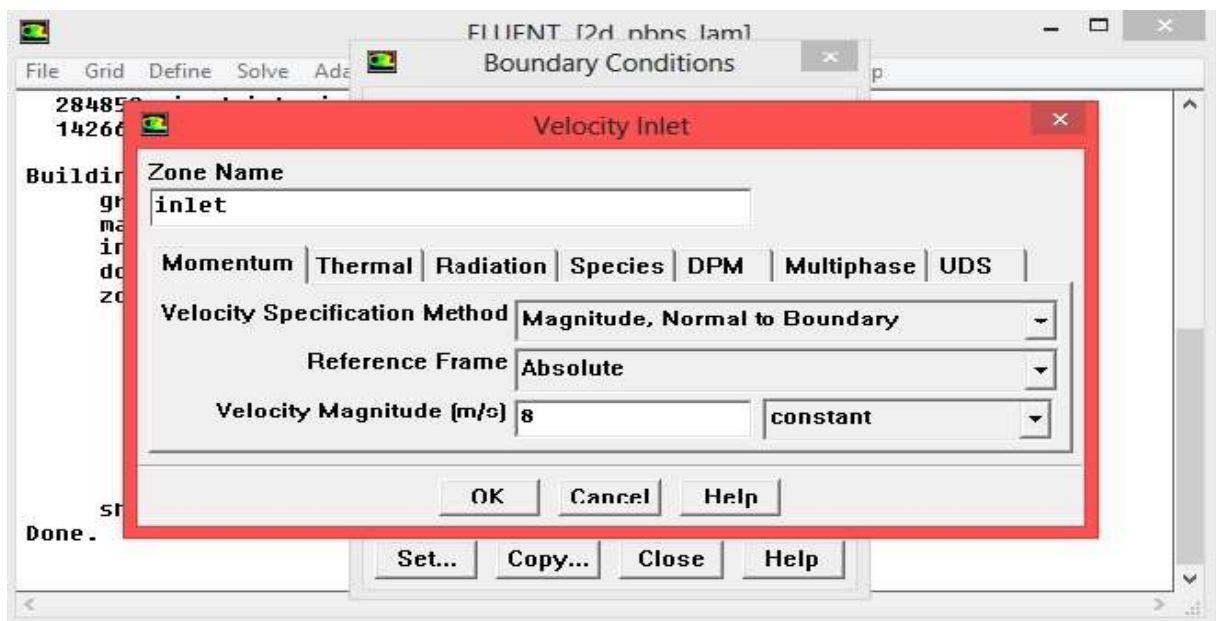 FLUENT [2d, pbns, lam]
Boundary Conditions
File Grid Define Solve
Velocity Inlet
Zone Name
inlet
Momentum Thermal Radiation Species DPM Multiphase UDS
Velocity Specification Method Magnitude, Normal to Boundary
Reference Frame Absolute
Velocity Magnitude (m/s) 8 constant
OK Cancel Help
Done.
Set... Copy... Close Help